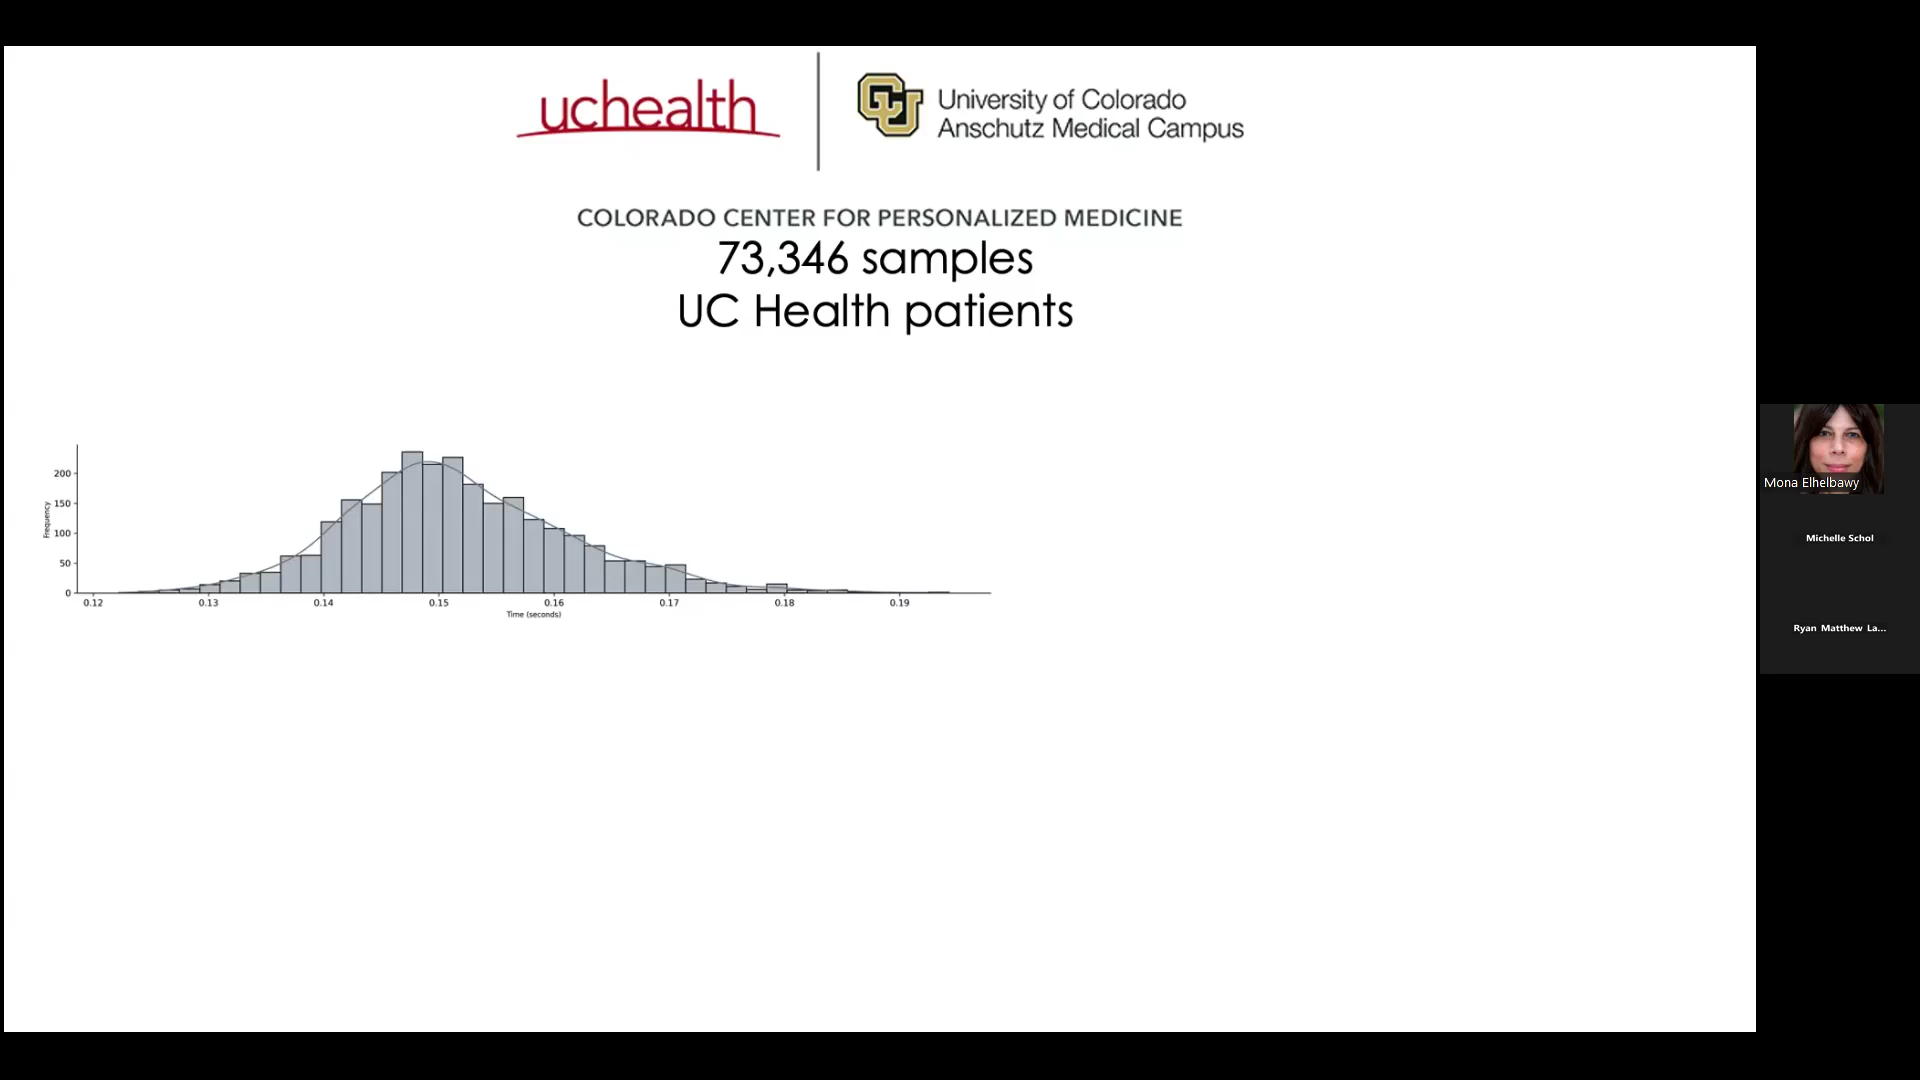 uchealth
University of Colorado
Anschutz Medical Campus
COLORADO CENTER FOR PERSONALIZED MEDICINE
73,346 samples
UC Health patients
Frequency
200
150
100
50
0
0.12 0.13 0.14 0.15 0.16 0.17 0.18 0.19
Time (seconds)
Mona Elhelbawy
Michelle Schol
Ryan Matthew La...